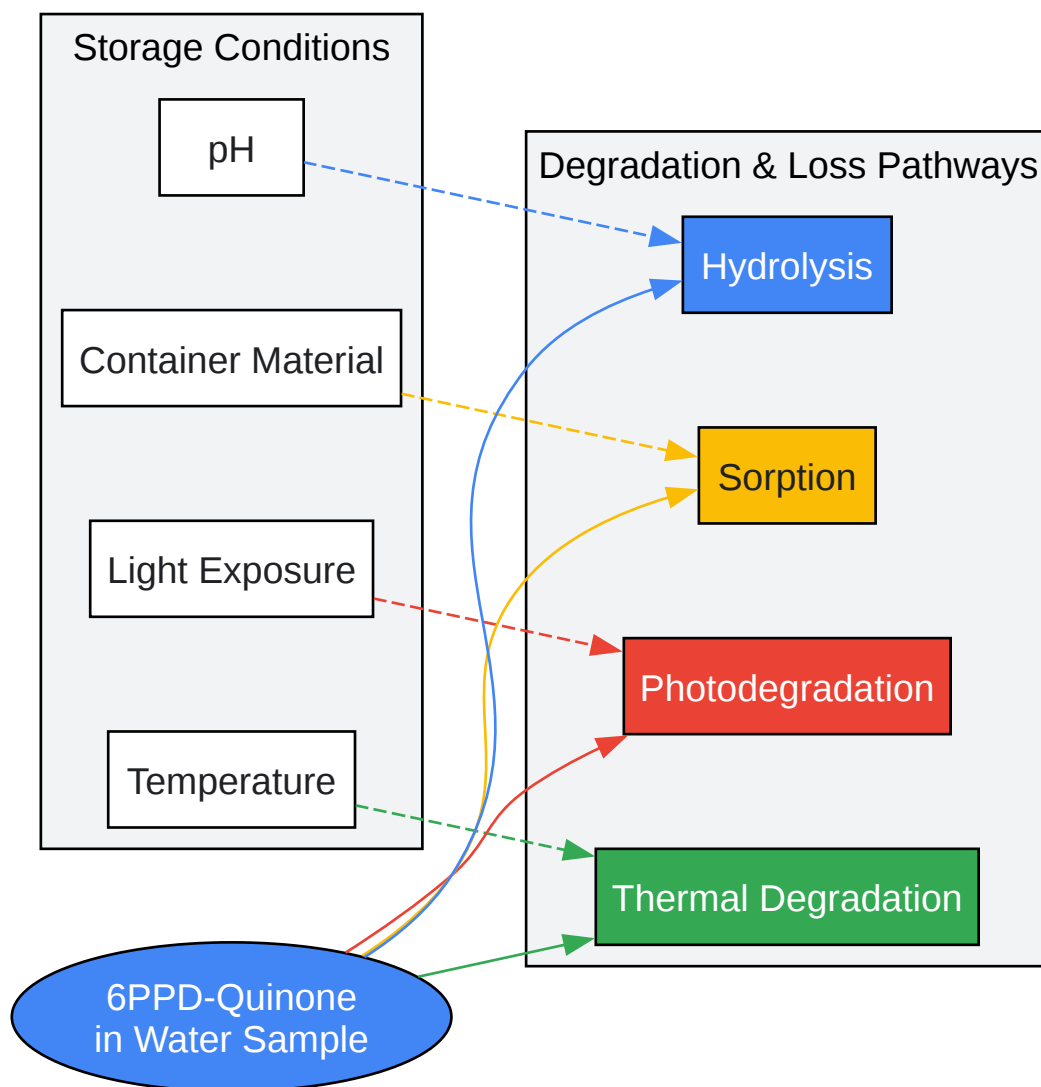 Storage Conditions
pH
Container Material
Light Exposure
Temperature
Degradation & Loss Pathways
Hydrolysis
Sorption
Photodegradation
Thermal Degradation
6PPD-Quinone
in Water Sample